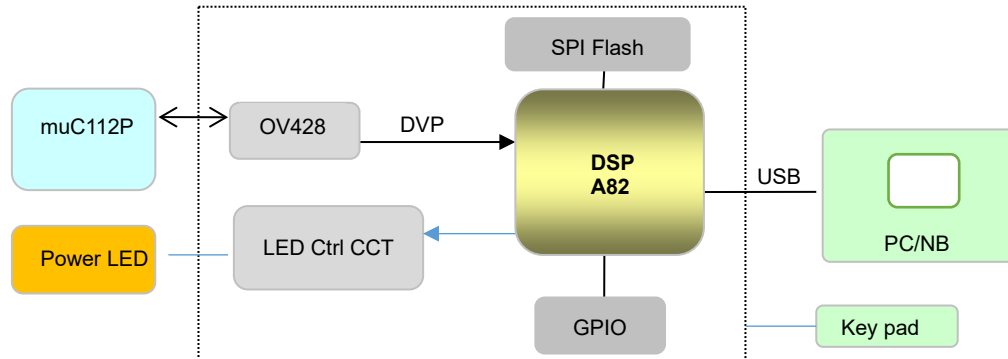 SPI Flash
muC112P
OV428
DVP
DSP
A82
USB
LED Ctrl CCT
Power LED
PC/NB
GPIO
Key pad